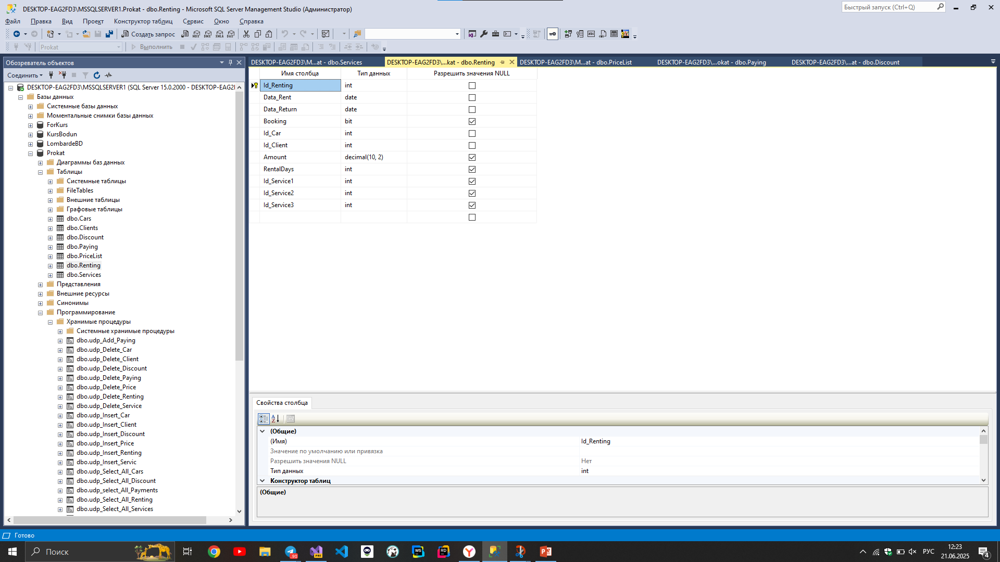 DESKTOP-EAG2FD3\MSSQLSERVER1.Prokat - dbo.Renting - Microsoft SQL Server Management Studio (Администратор)
Быстрый запуск (Ctrl+Q)
Файл Правка Вид Проект Конструктор таблиц Сервис Окно Справка
Создать запрос
MDX DMX XMLA DAX
Prokat Выполнить
Обозреватель объектов
Соединить
DESKTOP-EAG2FD3\MSSQLSERVER1 (SQL Server 15.0.2000 - DESKTOP-EAG2I
Базы данных
Системные базы данных
Моментальные снимки базы данных
ForKurs
KursBodun
LombardeBD
Prokat
Диаграммы баз данных
Таблицы
Системные таблицы
FileTables
Внешние таблицы
Графовые таблицы
dbo.Cars
dbo.Clients
dbo.Discount
dbo.Paying
dbo.PriceList
dbo.Renting
dbo.Services
Представления
Внешние ресурсы
Синонимы
Программирование
Хранимые процедуры
Системные хранимые процедуры
dbo.udp_Add_Paying
dbo.udp_Delete_Car
dbo.udp_Delete_Client
dbo.udp_Delete_Discount
dbo.udp_Delete_Paying
dbo.udp_Delete_Price
dbo.udp_Delete_Renting
dbo.udp_Delete_Service
dbo.udp_Insert_Car
dbo.udp_Insert_Client
dbo.udp_Insert_Discount
dbo.udp_Insert_Price
dbo.udp_Insert_Renting
dbo.udp_Insert_Servic
dbo.udp_Select_All_Cars
dbo.udp_Select_All_Discount
dbo.udp_select_All_Payments
dbo.udp_Select_All_Renting
dbo.udp_Select_All_Services
DESKTOP-EAG2FD3\M...at - dbo.Services DESKTOP-EAG2FD3\...kat - dbo.Renting DESKTOP-EAG2FD3\M...at - dbo.PriceList DESKTOP-EAG2FD3\...okat - dbo.Paying DESKTOP-EAG2FD3\...at - dbo.Discount
Имя столбца Тип данных Разрешить значения NULL
Id_Renting int
Data_Rent date
Data_Return date
Booking bit
Id_Car int
Id_Client int
Amount decimal(10, 2)
RentalDays int
Id_Service1 int
Id_Service2 int
Id_Service3 int
Свойства столбца
(Общие)
(Имя) Id_Renting
Значение по умолчанию или привязка
Разрешить значения NULL Нет
Тип данных int
Конструктор таблиц
(Общие)
Готово
Поиск
90
PRE
WS
RD
РУС
12:23
21.06.2025
4